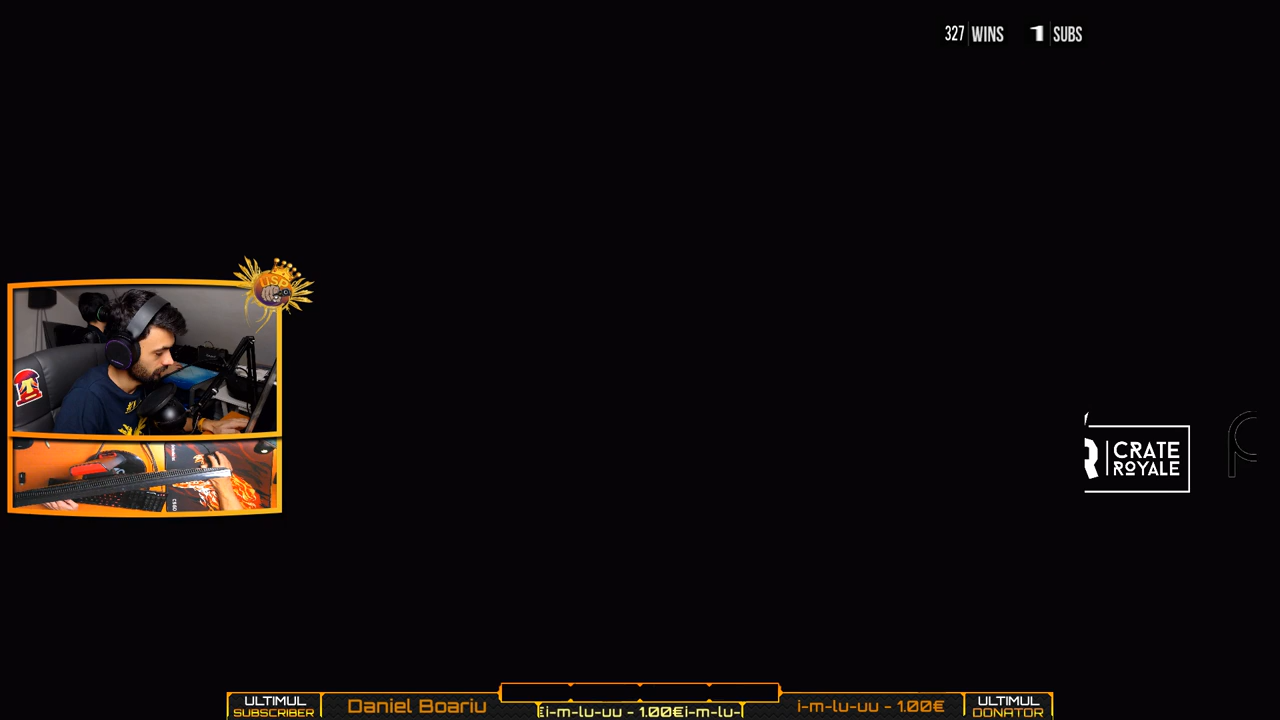 327 WINS
1 SUBS
USP
CRATE
ROYALE
ULTIMUL
SUBSCRIBER
Daniel Boariu
i-m-lu-uu - 1.00€i-m-lu-
i-m-lu-uu - 1.00€
ULTIMUL
DONATOR